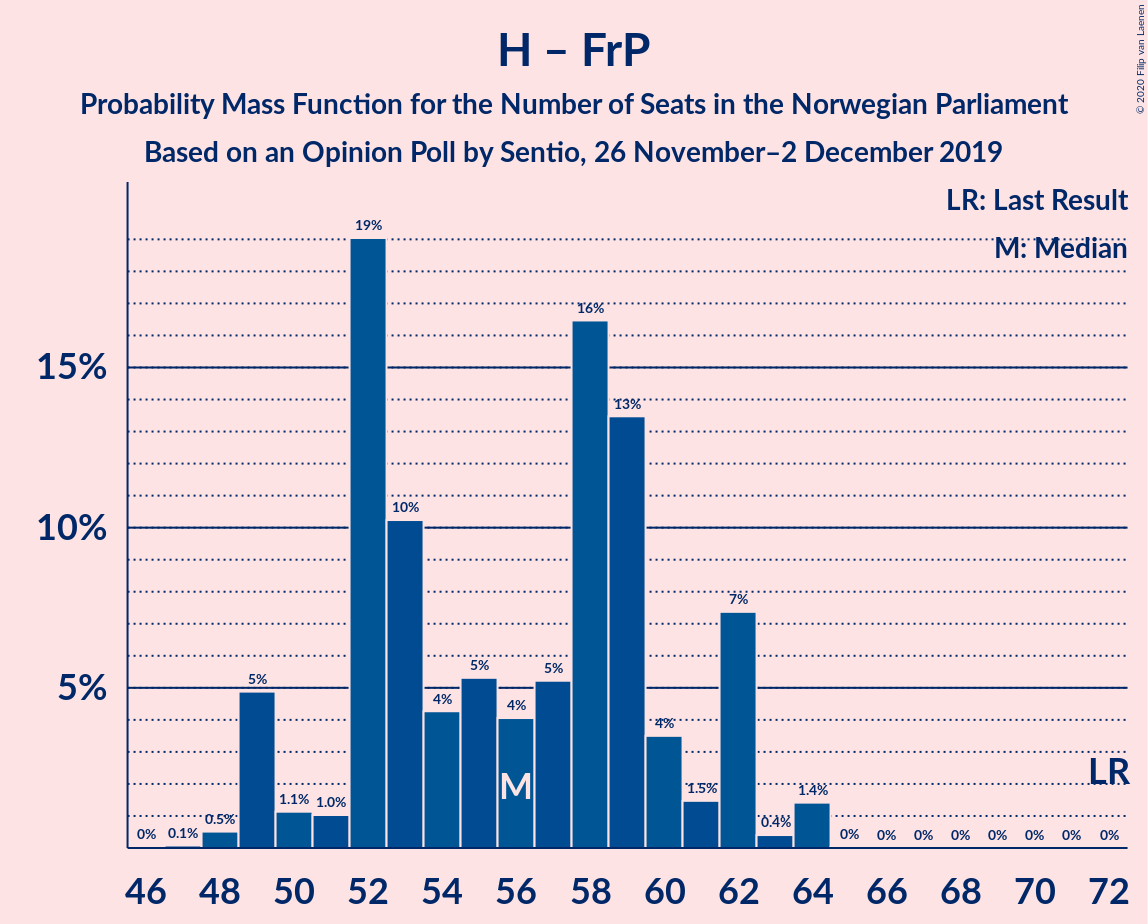 H – FrP
Probability Mass Function for the Number of Seats in the Norwegian Parliament
Based on an Opinion Poll by Sentio, 26 November–2 December 2019
© 2020 Filip van Laenen
LR: Last Result
M: Median
15%
10%
5%
0% 0.1% 0.5% 5% 1.1% 1.0% 19% 10% 4% 5% 4% 5% 16% 13% 4% 1.5% 7% 0.4% 1.4% 0% 0% 0% 0% 0% 0% 0% 0%
M
LR
46 48 50 52 54 56 58 60 62 64 66 68 70 72